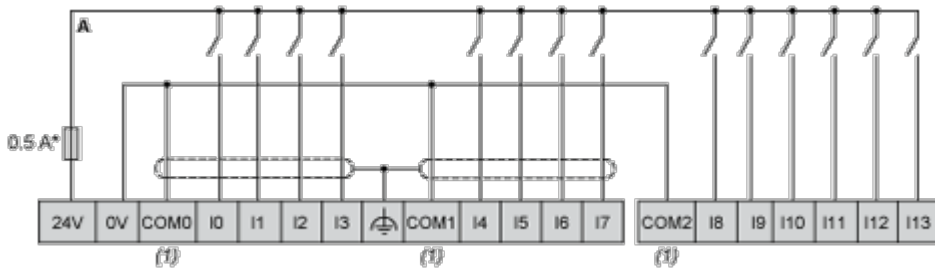 A
0.5 A*
24V 0V COM0 I0 I1 I2 I3 COM1 I4 I5 I6 I7 COM2 I8 I9 I10 I11 I12 I13
(1) (1) (1)